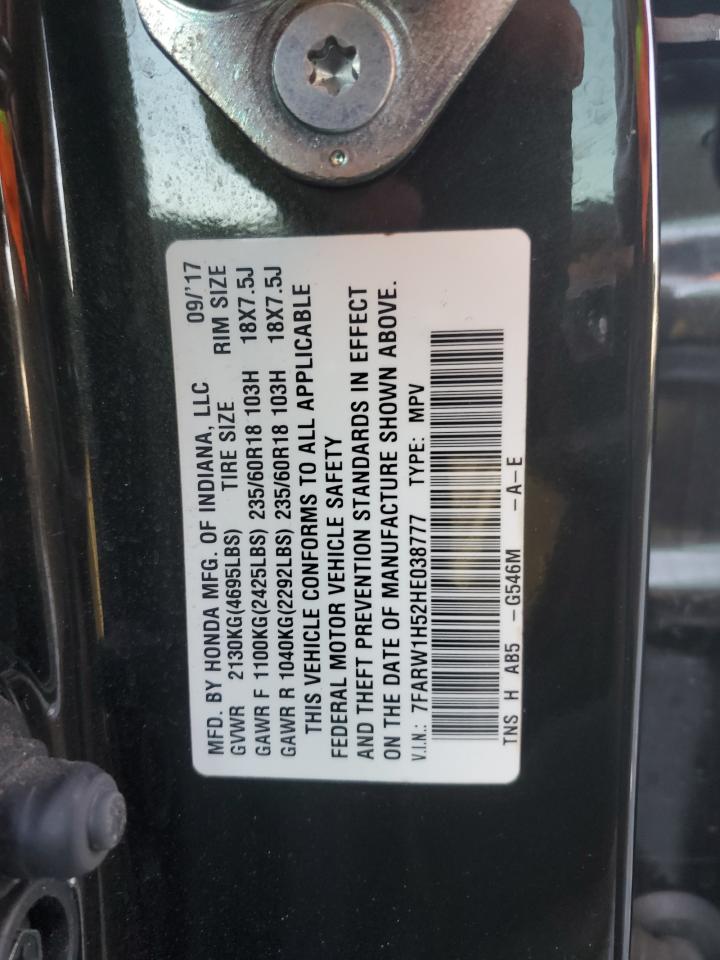 MFD. BY HONDA MFG. OF INDIANA, LLC 09/'17
GVWR 2130KG(4695LBS) TIRE SIZE RIM SIZE
GAWR F 1100KG(2425LBS) 235/60R18 103H 18X7.5J
GAWR R 1040KG(2292LBS) 235/60R18 103H 18X7.5J
THIS VEHICLE CONFORMS TO ALL APPLICABLE
FEDERAL MOTOR VEHICLE SAFETY
AND THEFT PREVENTION STANDARDS IN EFFECT
ON THE DATE OF MANUFACTURE SHOWN ABOVE.
V.I.N.: 7FARW1H52HE038777 TYPE: MPV
TNS H AB5 -G546M -A-E